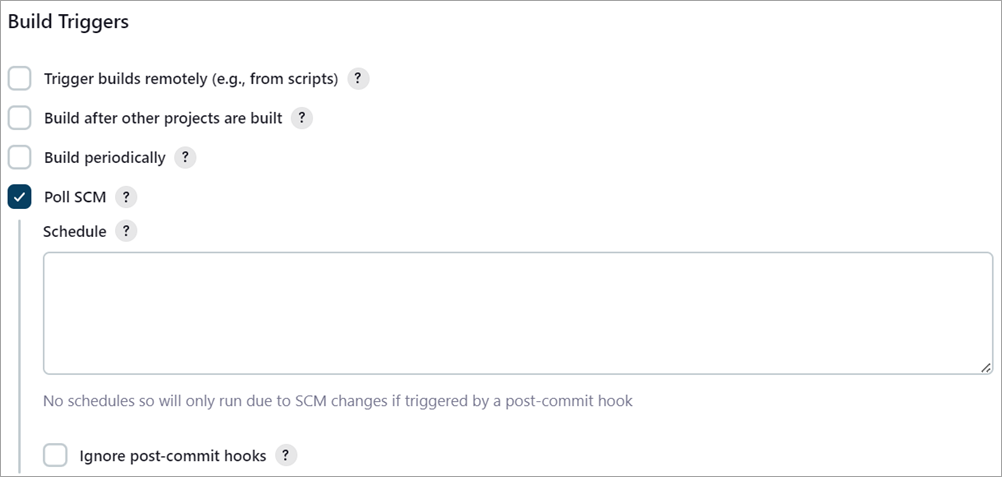 Build Triggers
Trigger builds remotely (e.g., from scripts) ?
Build after other projects are built ?
Build periodically ?
Poll SCM ?
Schedule ?
No schedules so will only run due to SCM changes if triggered by a post-commit hook
Ignore post-commit hooks ?